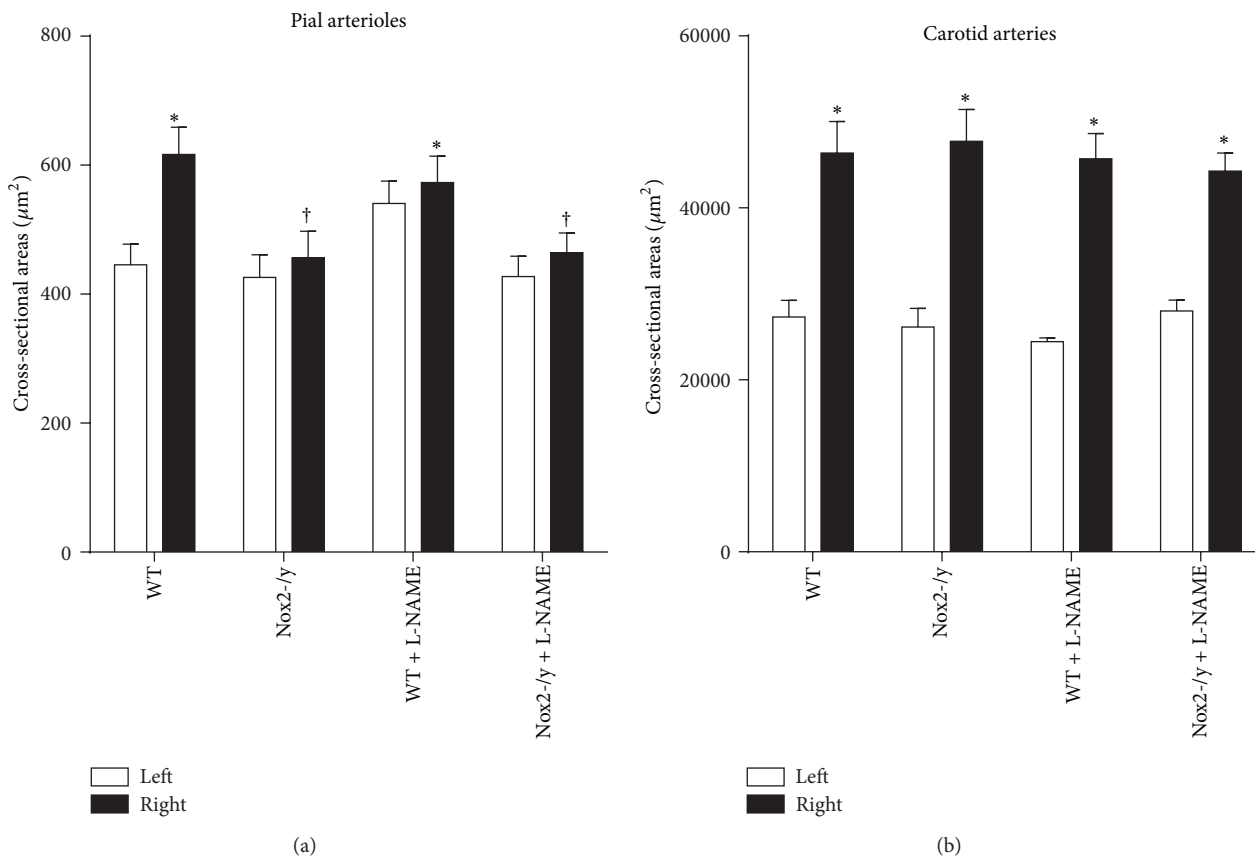 Pial arterioles
Cross-sectional areas (μm²)
800
600
400
200
0
*
†
*
†
WT
Nox2-/y
WT + L-NAME
Nox2-/y + L-NAME
Left
Right
(a)
Carotid arteries
Cross-sectional areas (μm²)
60000
40000
20000
0
*
*
*
*
WT
Nox2-/y
WT + L-NAME
Nox2-/y + L-NAME
Left
Right
(b)